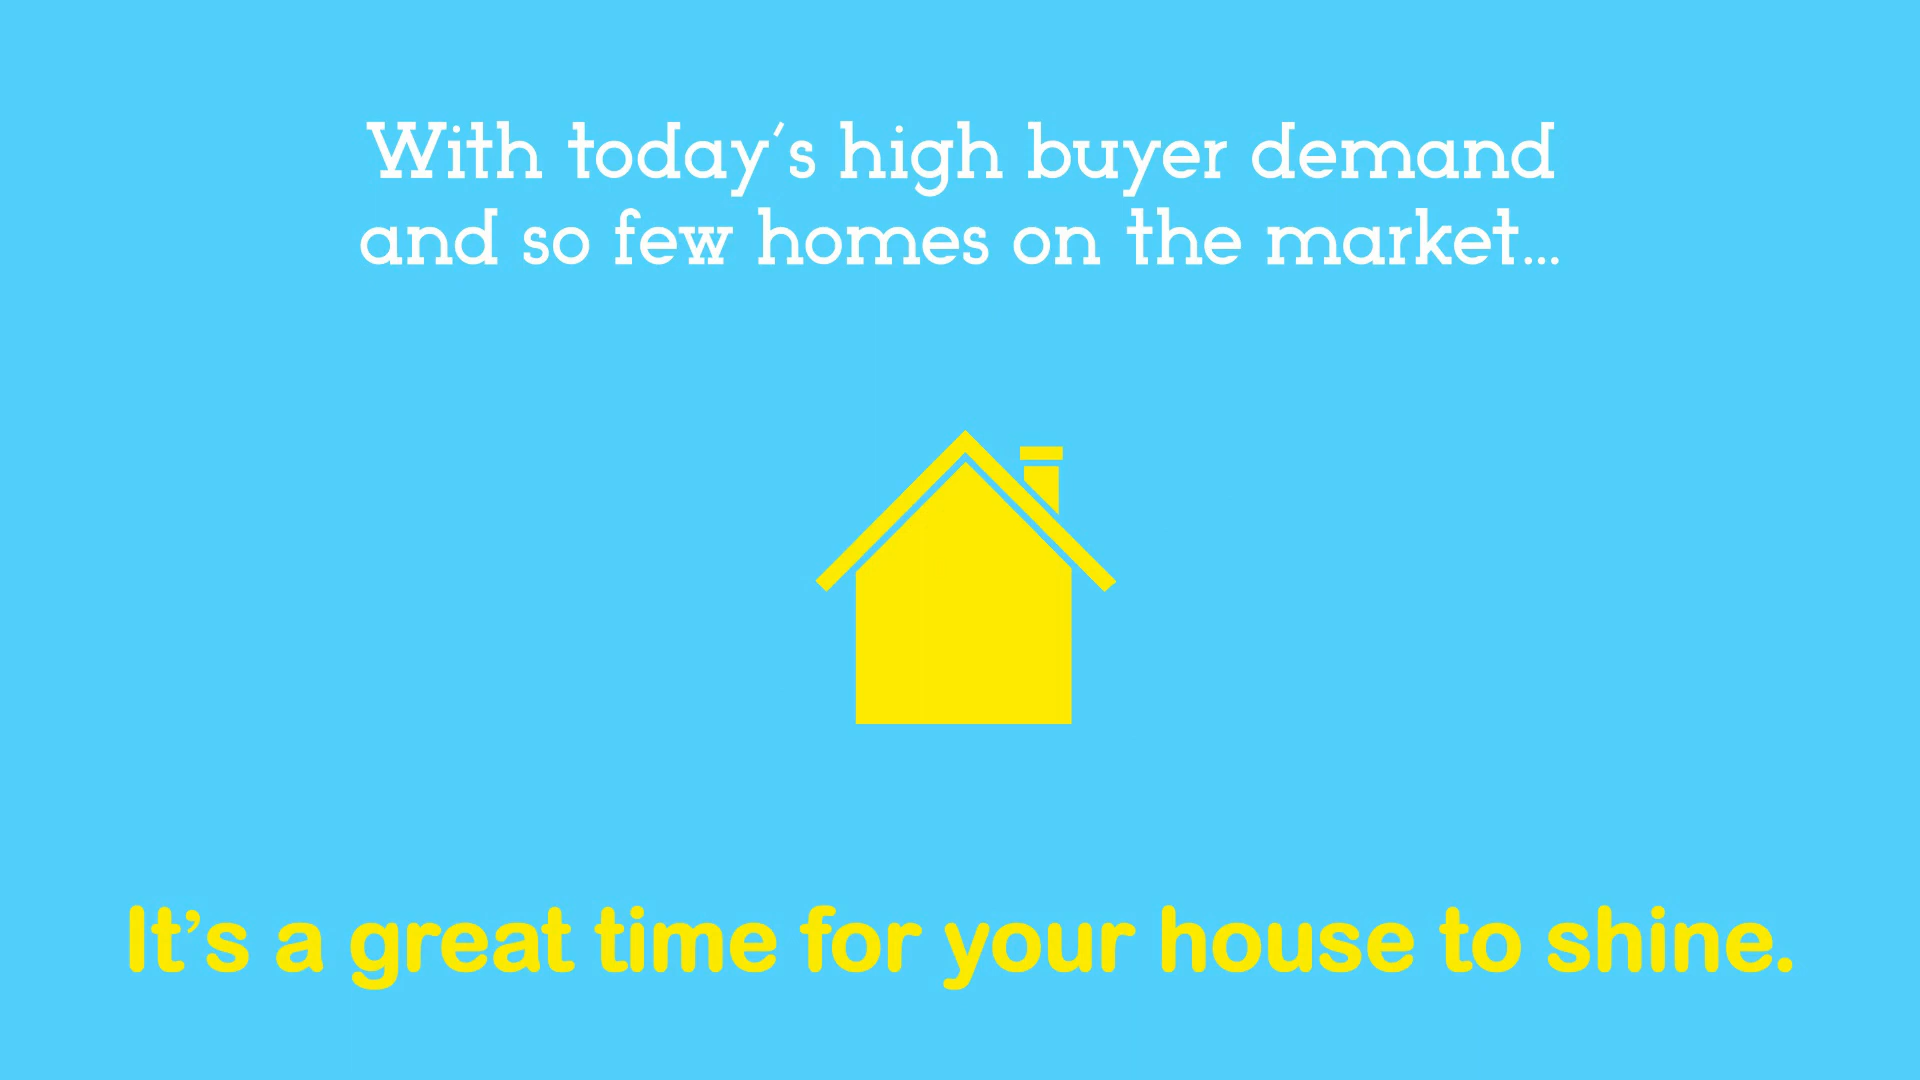 With today's high buyer demand
and so few homes on the market...
It's a great time for your house to shine.